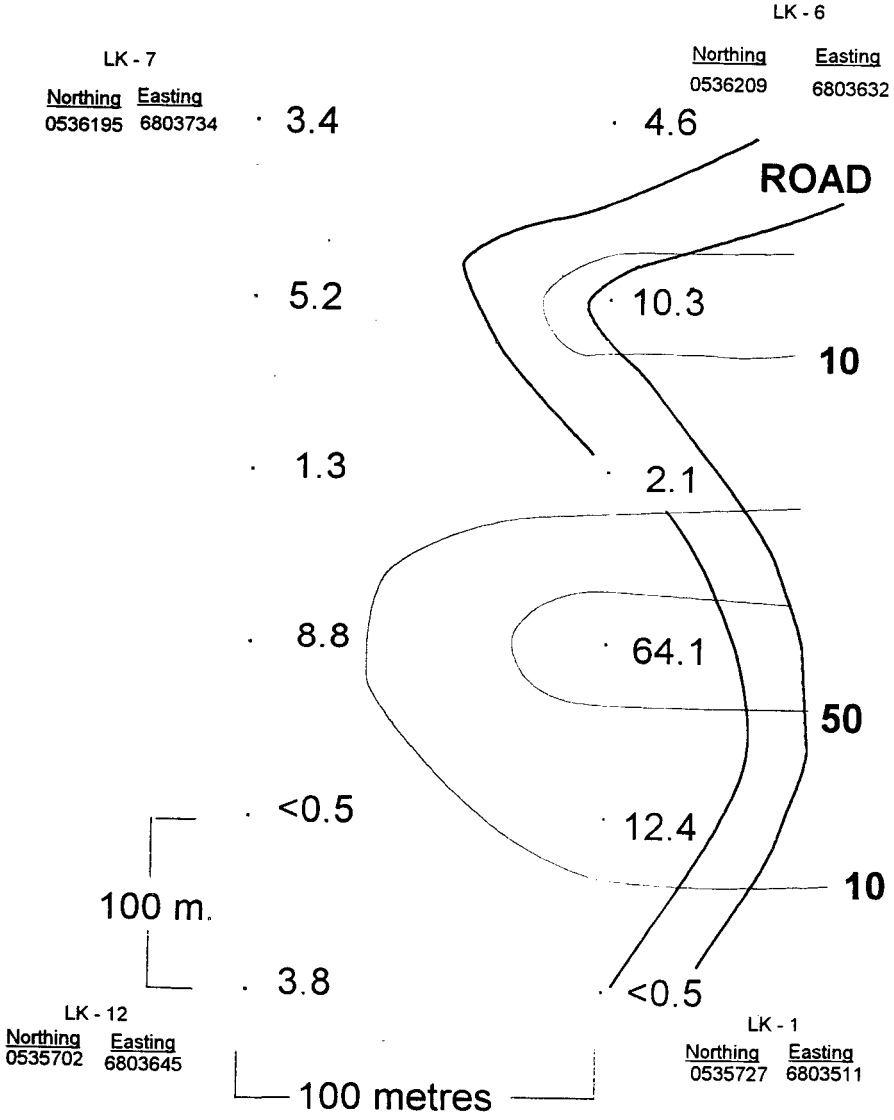 LK - 6
Northing Easting
0536209 6803632
LK - 7
Northing Easting
0536195 6803734
3.4
4.6
ROAD
5.2
10.3
10
1.3
2.1
8.8
64.1
50
<0.5
12.4
10
100 m.
3.8
<0.5
LK - 12
Northing Easting
0535702 6803645
LK - 1
Northing Easting
0535727 6803511
100 metres